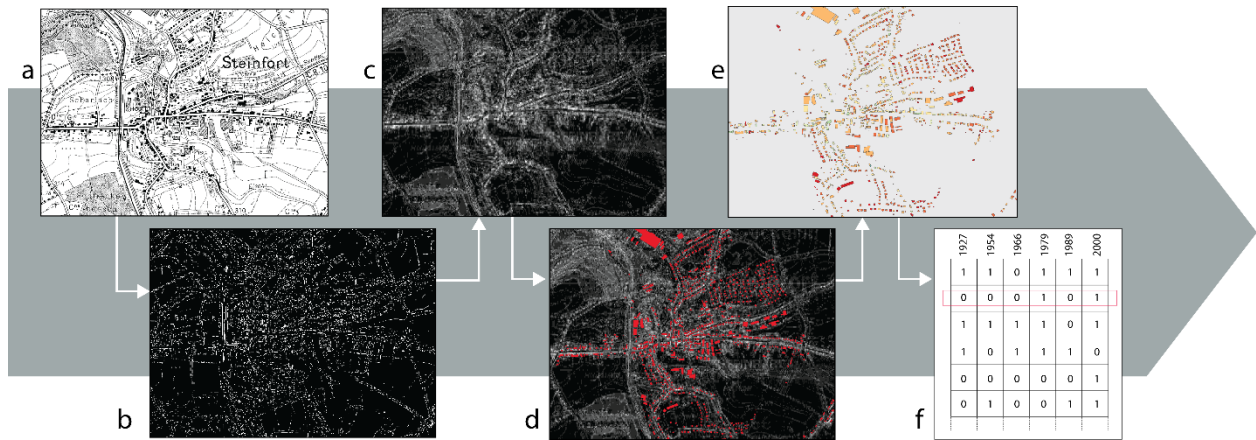 a
c
e
Steinfort
1927 1954 1966 1979 1989 2000
1 1 0 1 1 1
0 0 0 1 0 1
1 1 1 1 0 1
1 0 1 1 1 0
0 0 0 0 0 1
0 1 0 0 1 1
b
d
f